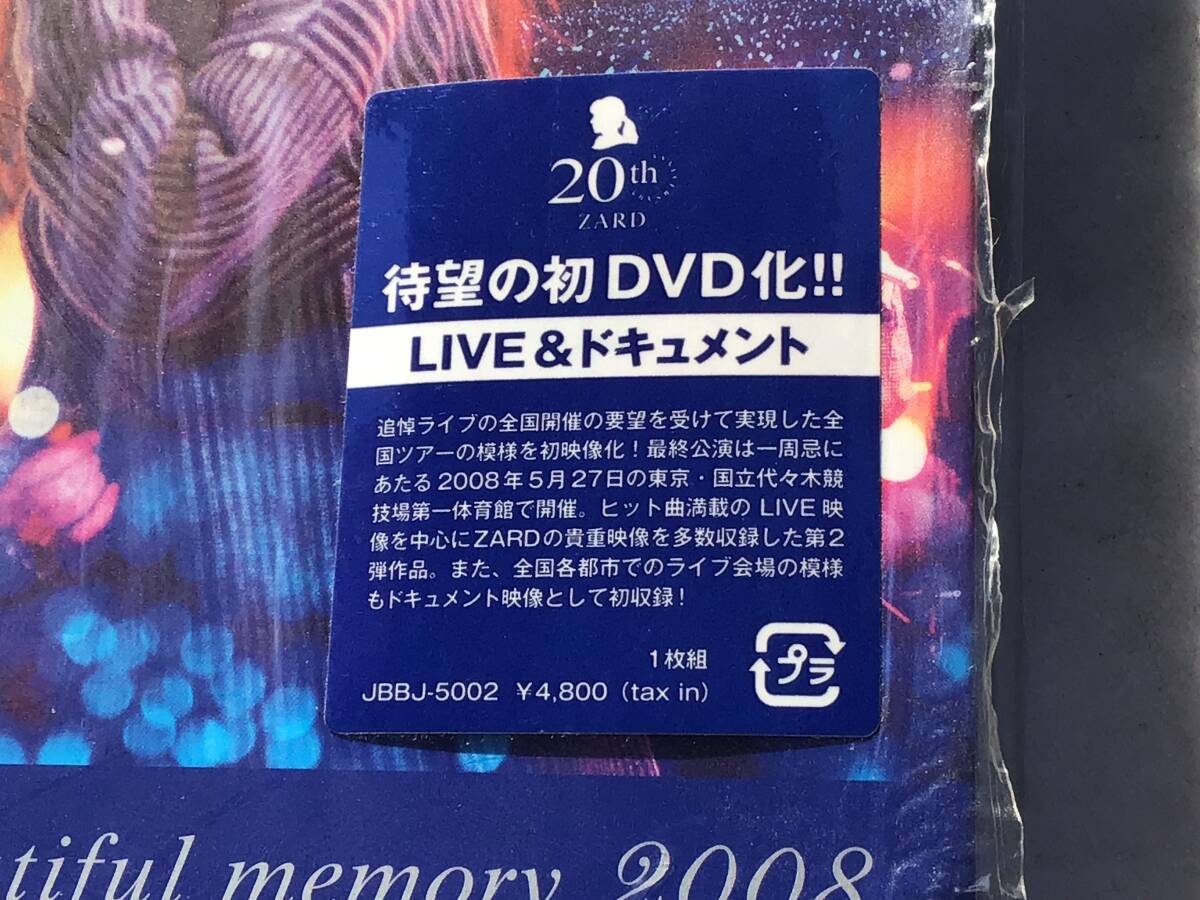 20th
ZARD
待望の初DVD化!!
LIVE&ドキュメント
追悼ライブの全国開催の要望を受けて実現した全
国ツアーの模様を初映像化！最終公演は一周忌に
あたる2008年5月27日の東京・国立代々木競
技場第一体育館で開催。ヒット曲満載の LIVE 映
像を中心にZARDの貴重映像を多数収録した第2
弾作品。また、全国各都市でのライブ会場の模様
もドキュメント映像として初収録！
1枚組
プラ
JBBJ-5002 ¥4,800 (tax in)
memory 2008